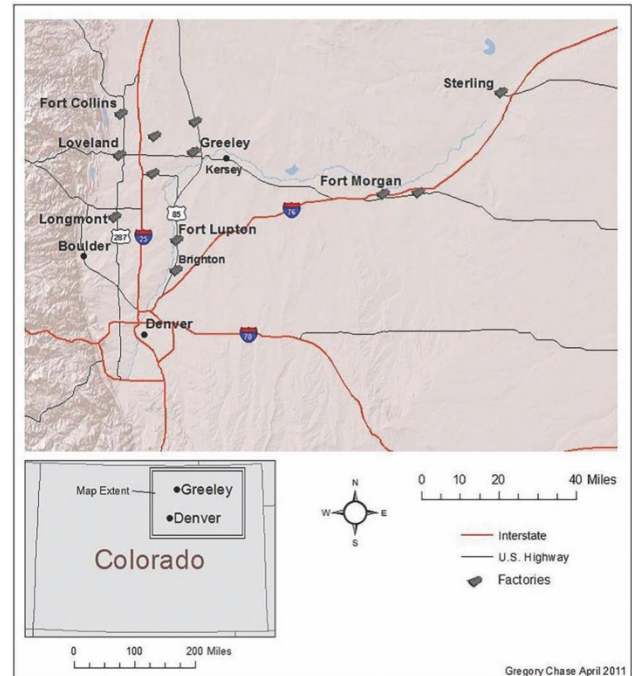 Sterling
Fort Collins
Loveland
Greeley
Kersey
Fort Morgan
Longmont
85
76
287
25
Fort Lupton
Boulder
Brighton
Denver
70
Map Extent
Greeley
Denver
Colorado
0 100 200 Miles
N
W E
S
0 10 20 40 Miles
Interstate
U.S. Highway
Factories
Gregory Chase April 2011